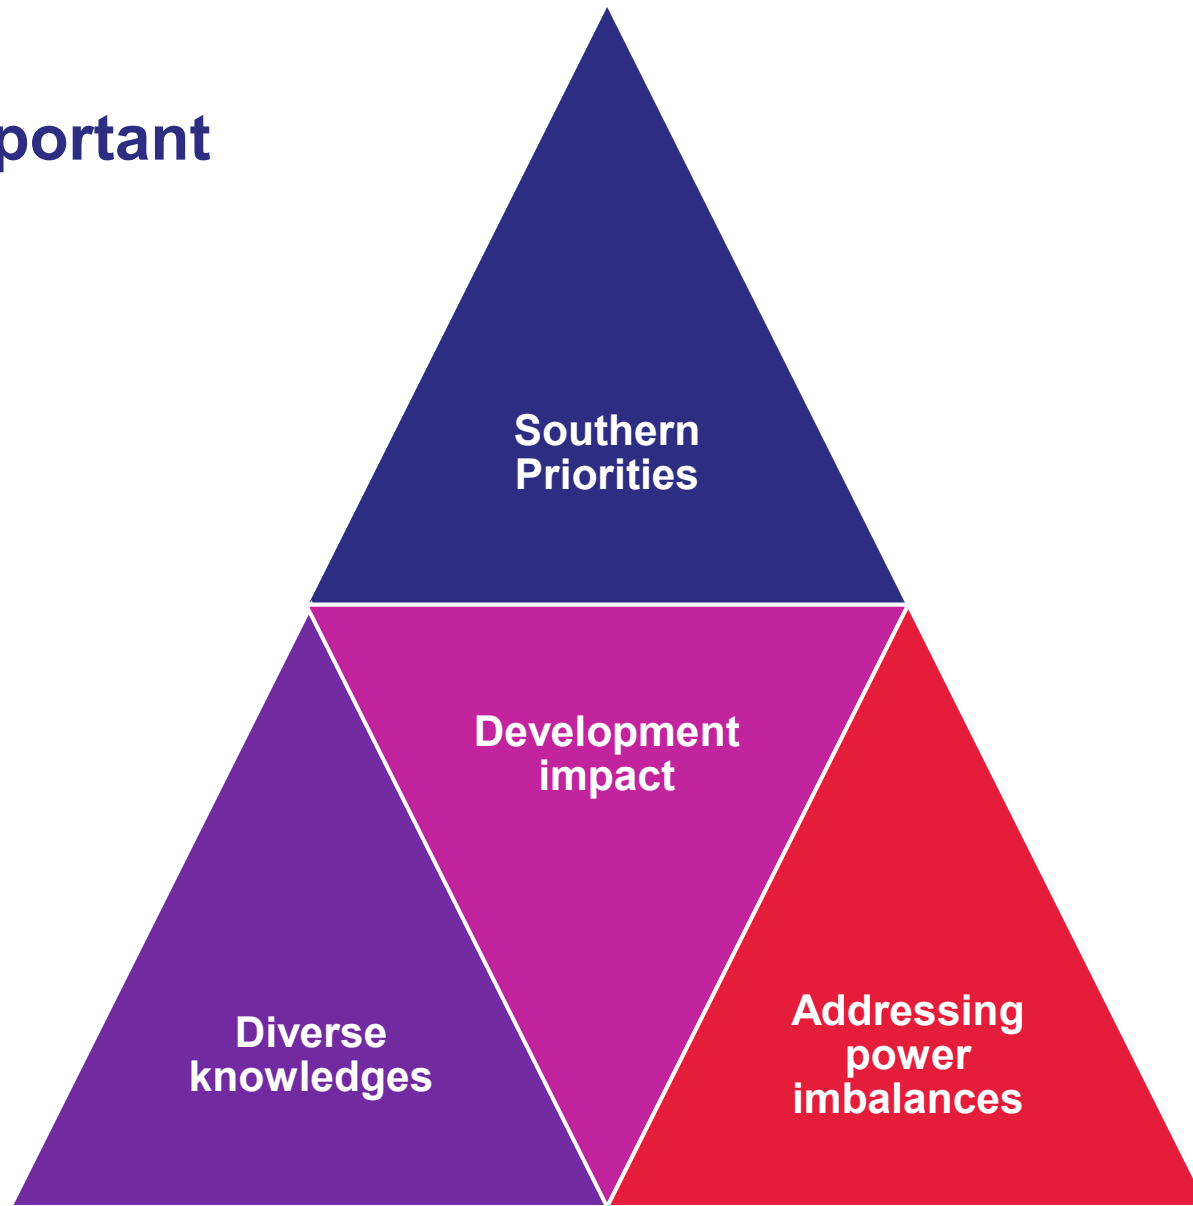 portant
Southern
Priorities
Development
impact
Diverse
knowledges
Addressing
power
imbalances